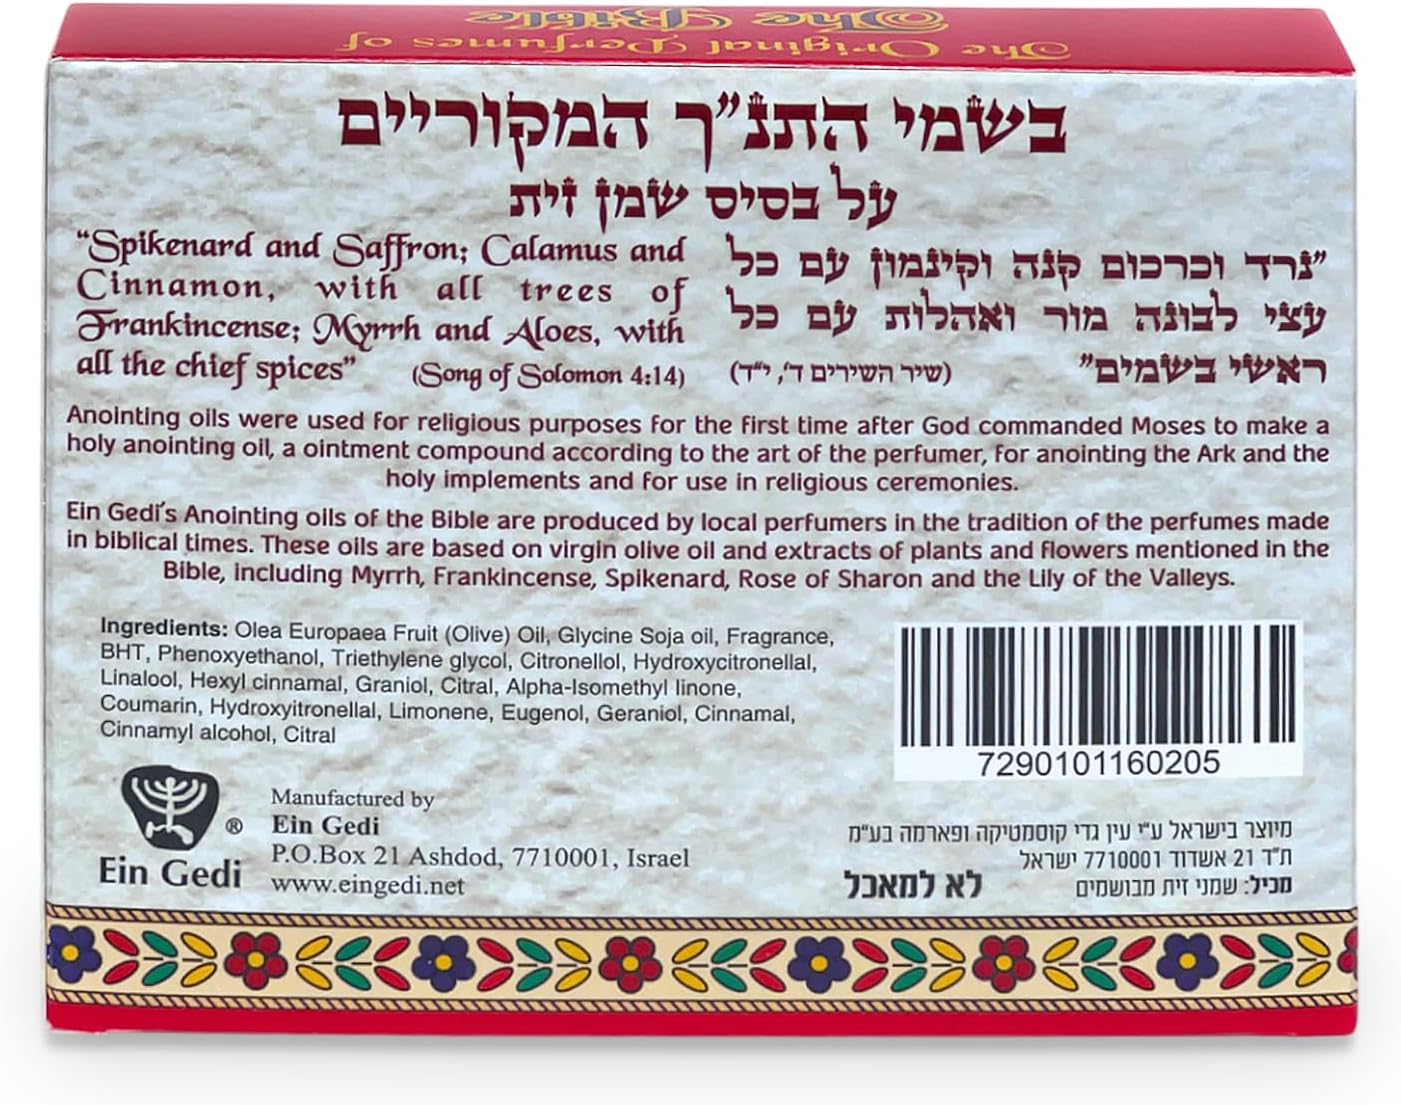 The Original Perfumes of
The Bible
בשמי התנ"ך המקוריים
על בסיס שמן זית
“Spikenard and Saffron; Calamus and
Cinnamon, with all trees of
Frankincense; Myrrh and Aloes, with
all the chief spices” (Song of Solomon 4:14)
"נרד וכרכום קנה וקינמון עם כל
עצי לבונה מור ואהלות עם כל
ראשי בשמים" (שיר השירים ד', י"ד)
Anointing oils were used for religious purposes for the first time after God commanded Moses to make a
holy anointing oil, a ointment compound according to the art of the perfumer, for anointing the Ark and the
holy implements and for use in religious ceremonies.
Ein Gedi's Anointing oils of the Bible are produced by local perfumers in the tradition of the perfumes made
in biblical times. These oils are based on virgin olive oil and extracts of plants and flowers mentioned in the
Bible, including Myrrh, Frankincense, Spikenard, Rose of Sharon and the Lily of the Valleys.
Ingredients: Olea Europaea Fruit (Olive) Oil, Glycine Soja oil, Fragrance,
BHT, Phenoxyethanol, Triethylene glycol, Citronellol, Hydroxycitronellal,
Linalool, Hexyl cinnamal, Graniol, Citral, Alpha-Isomethyl linone,
Coumarin, Hydroxyitronellal, Limonene, Eugenol, Geraniol, Cinnamal,
Cinnamyl alcohol, Citral
7290101160205
® Ein Gedi
Manufactured by
Ein Gedi
P.O.Box 21 Ashdod, 7710001, Israel
www.eingedi.net
מיוצר בישראל ע"י עין גדי קוסמטיקה ופארמה בע"מ
ת"ד 21 אשדוד 7710001 ישראל
מכיל: שמני זית מבושמים
לא למאכל